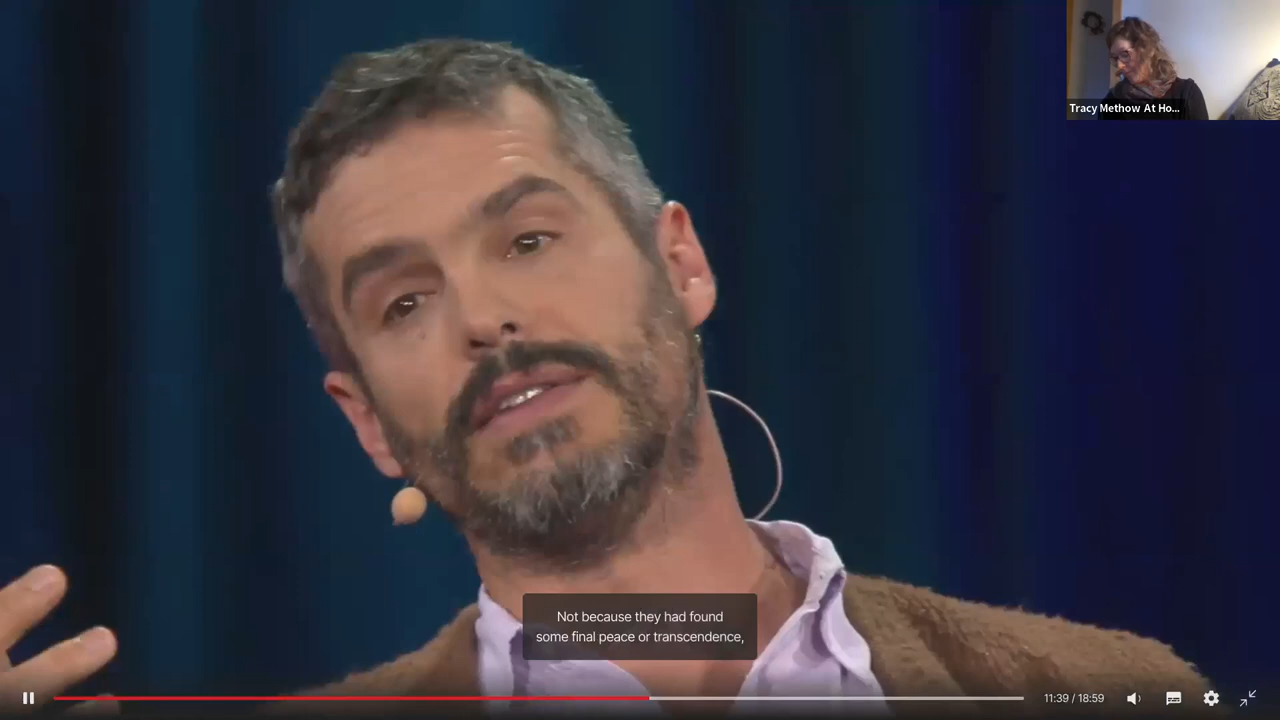 Tracy Methow At Ho...
Not because they had found
some final peace or transcendence,
11:39 / 18:59